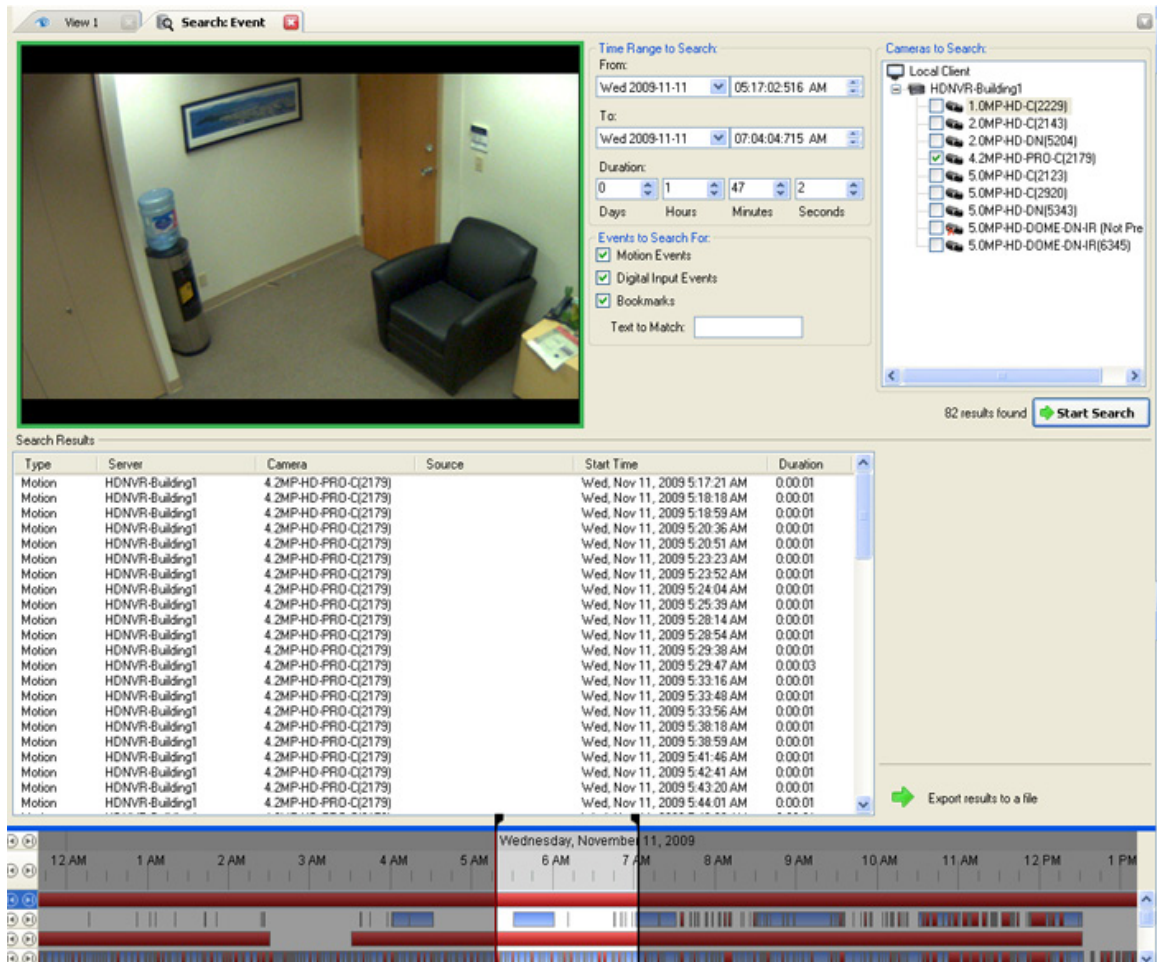 View 1
Search: Event
Time Range to Search:
From:
Wed 2009-11-11 05:17:02:516 AM
To:
Wed 2009-11-11 07:04:04:715 AM
Duration:
0 1 47 2
Days Hours Minutes Seconds
Events to Search For:
Motion Events
Digital Input Events
Bookmarks
Text to Match:
Cameras to Search:
Local Client
HDNVR-Building1
1.0MP-HD-C(2229)
2.0MP-HD-C(2143)
2.0MP-HD-DN(5204)
4.2MP-HD-PRO-C(2179)
5.0MP-HD-C(2123)
5.0MP-HD-C(2920)
5.0MP-HD-DN(5343)
5.0MP-HD-DOME-DN-IR (Not Pre
5.0MP-HD-DOME-DN-IR(6345)
82 results found Start Search
Search Results
Type Server Camera Source Start Time Duration
Motion HDNVR-Building1 4.2MP-HD-PRO-C(2179) Wed, Nov 11, 2009 5:17:21 AM 0:00:01
Motion HDNVR-Building1 4.2MP-HD-PRO-C(2179) Wed, Nov 11, 2009 5:18:18 AM 0:00:01
Motion HDNVR-Building1 4.2MP-HD-PRO-C(2179) Wed, Nov 11, 2009 5:18:59 AM 0:00:01
Motion HDNVR-Building1 4.2MP-HD-PRO-C(2179) Wed, Nov 11, 2009 5:20:36 AM 0:00:01
Motion HDNVR-Building1 4.2MP-HD-PRO-C(2179) Wed, Nov 11, 2009 5:20:51 AM 0:00:01
Motion HDNVR-Building1 4.2MP-HD-PRO-C(2179) Wed, Nov 11, 2009 5:23:23 AM 0:00:01
Motion HDNVR-Building1 4.2MP-HD-PRO-C(2179) Wed, Nov 11, 2009 5:23:52 AM 0:00:01
Motion HDNVR-Building1 4.2MP-HD-PRO-C(2179) Wed, Nov 11, 2009 5:24:04 AM 0:00:01
Motion HDNVR-Building1 4.2MP-HD-PRO-C(2179) Wed, Nov 11, 2009 5:25:39 AM 0:00:01
Motion HDNVR-Building1 4.2MP-HD-PRO-C(2179) Wed, Nov 11, 2009 5:28:14 AM 0:00:01
Motion HDNVR-Building1 4.2MP-HD-PRO-C(2179) Wed, Nov 11, 2009 5:28:54 AM 0:00:01
Motion HDNVR-Building1 4.2MP-HD-PRO-C(2179) Wed, Nov 11, 2009 5:29:38 AM 0:00:01
Motion HDNVR-Building1 4.2MP-HD-PRO-C(2179) Wed, Nov 11, 2009 5:29:47 AM 0:00:03
Motion HDNVR-Building1 4.2MP-HD-PRO-C(2179) Wed, Nov 11, 2009 5:33:16 AM 0:00:01
Motion HDNVR-Building1 4.2MP-HD-PRO-C(2179) Wed, Nov 11, 2009 5:33:48 AM 0:00:01
Motion HDNVR-Building1 4.2MP-HD-PRO-C(2179) Wed, Nov 11, 2009 5:33:56 AM 0:00:01
Motion HDNVR-Building1 4.2MP-HD-PRO-C(2179) Wed, Nov 11, 2009 5:38:18 AM 0:00:01
Motion HDNVR-Building1 4.2MP-HD-PRO-C(2179) Wed, Nov 11, 2009 5:38:59 AM 0:00:01
Motion HDNVR-Building1 4.2MP-HD-PRO-C(2179) Wed, Nov 11, 2009 5:41:46 AM 0:00:01
Motion HDNVR-Building1 4.2MP-HD-PRO-C(2179) Wed, Nov 11, 2009 5:42:41 AM 0:00:01
Motion HDNVR-Building1 4.2MP-HD-PRO-C(2179) Wed, Nov 11, 2009 5:43:20 AM 0:00:01
Motion HDNVR-Building1 4.2MP-HD-PRO-C(2179) Wed, Nov 11, 2009 5:44:01 AM 0:00:01
Export results to a file
Wednesday, November 11, 2009
12 AM 1 AM 2 AM 3 AM 4 AM 5 AM 6 AM 7 AM 8 AM 9 AM 10 AM 11 AM 12 PM 1 PM